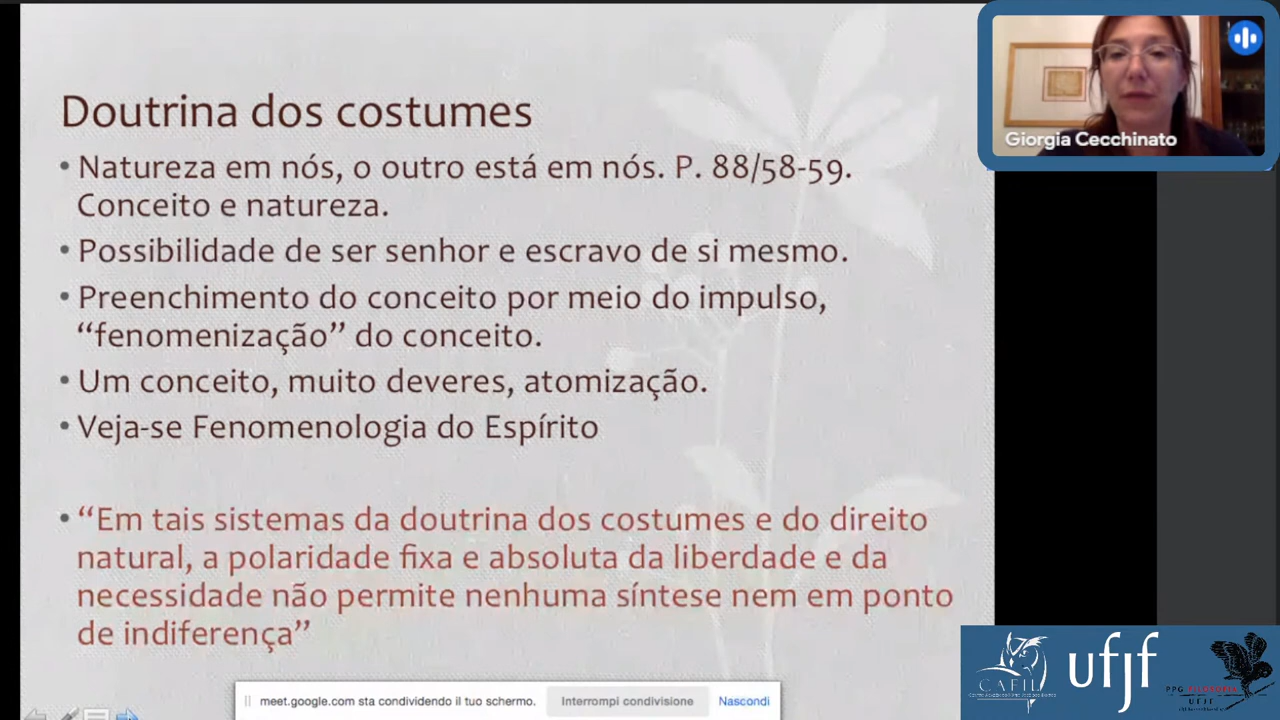 Doutrina dos costumes
• Natureza em nós, o outro está em nós. P. 88/58-59.
Conceito e natureza.
• Possibilidade de ser senhor e escravo de si mesmo.
• Preenchimento do conceito por meio do impulso,
“fenomenização” do conceito.
• Um conceito, muito deveres, atomização.
• Veja-se Fenomenologia do Espírito
• “Em tais sistemas da doutrina dos costumes e do direito
natural, a polaridade fixa e absoluta da liberdade e da
necessidade não permite nenhuma síntese nem em ponto
de indiferença”
Giorgia Cecchinato
meet.google.com sta condividendo il tuo schermo.
Interrompi condivisione
Nascondi
CAFIL
ufjf
PPG FILOSOFIA
UFJF